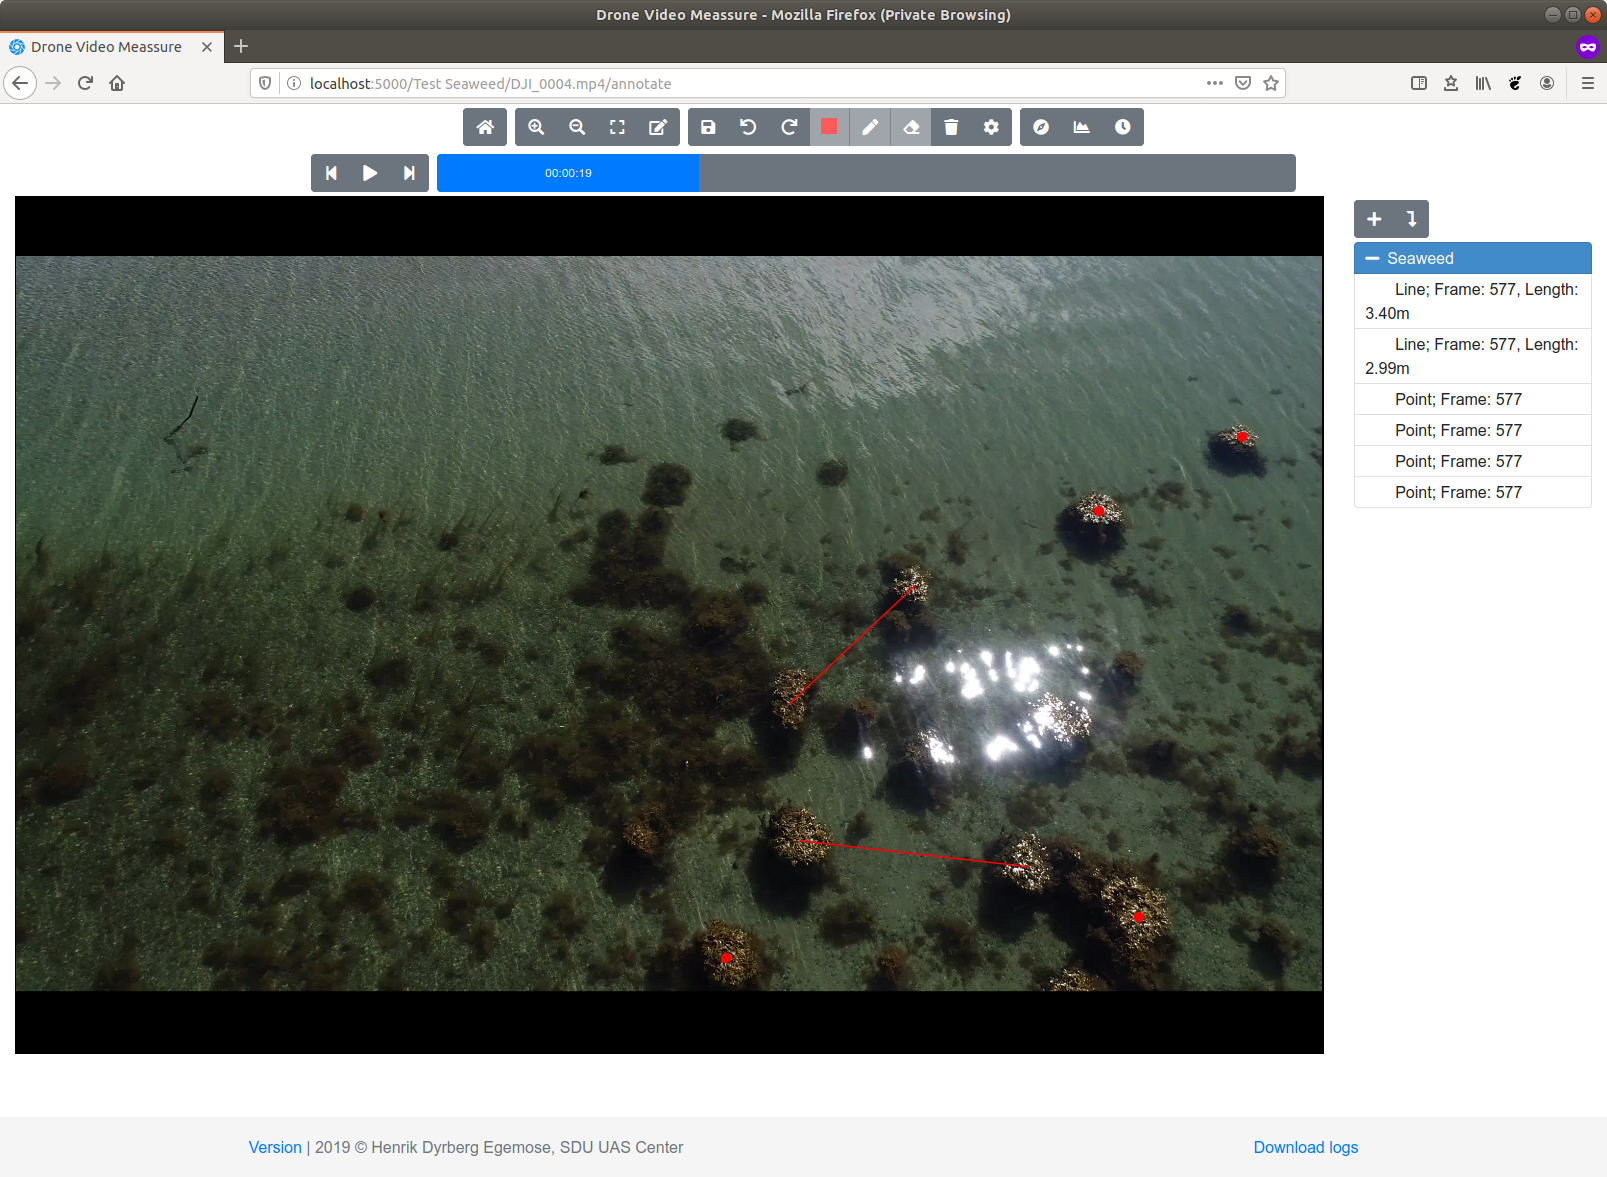 Drone Video Meassure - Mozilla Firefox (Private Browsing)
Drone Video Meassure
localhost:5000/Test Seaweed/DJI_0004.mp4/annotate
00:00:19
Seaweed
Line; Frame: 577, Length:
3.40m
Line; Frame: 577, Length:
2.99m
Point; Frame: 577
Point; Frame: 577
Point; Frame: 577
Point; Frame: 577
Version | 2019 © Henrik Dyrberg Egemose, SDU UAS Center
Download logs